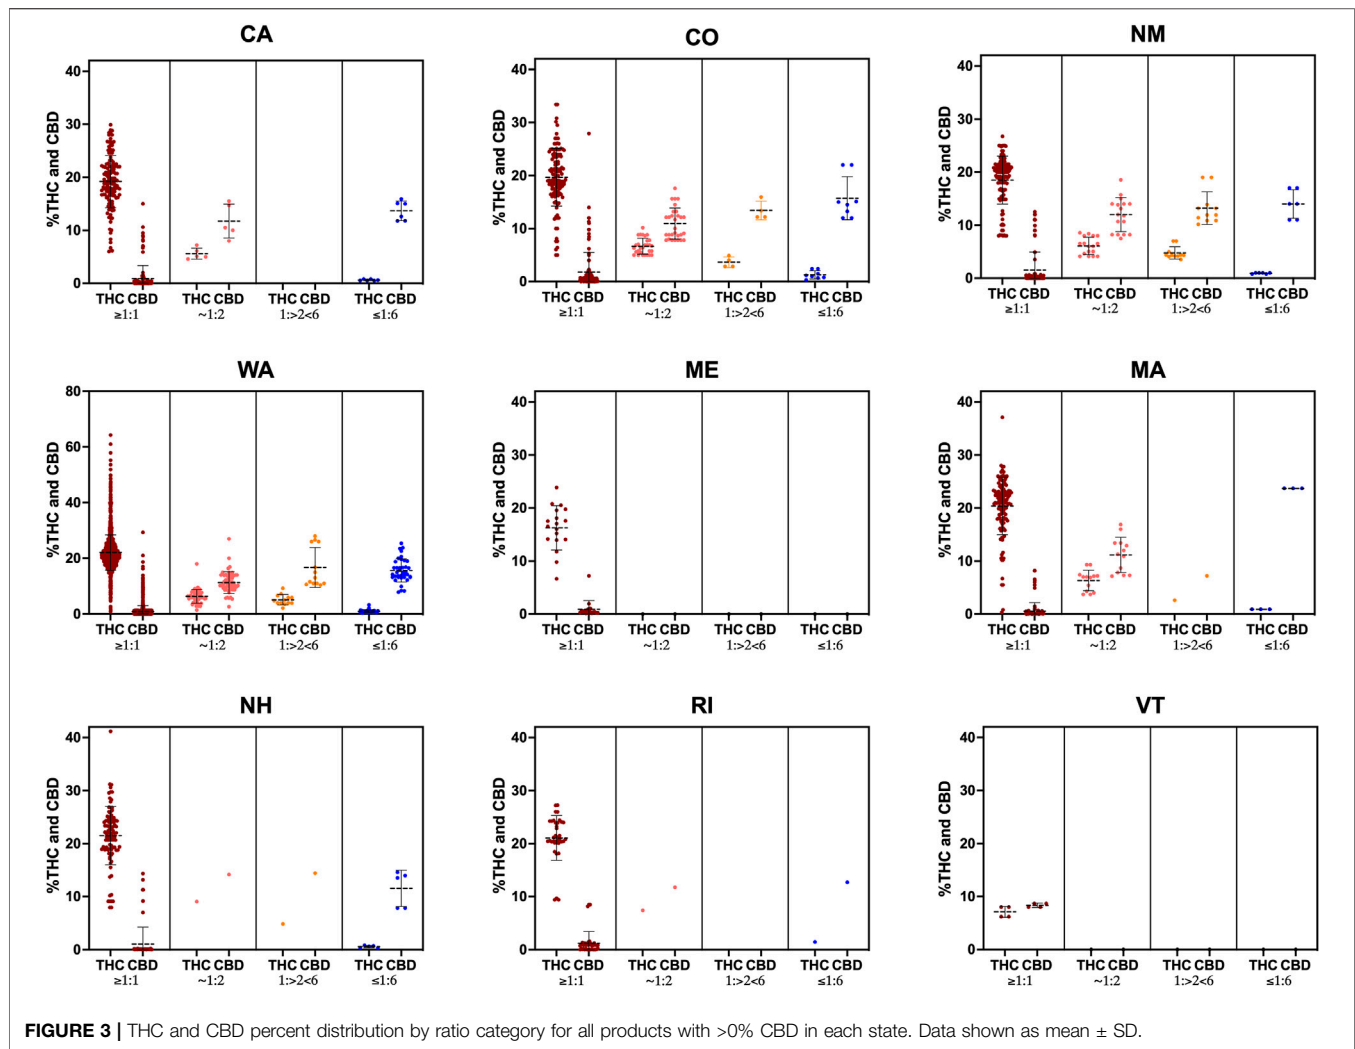 CA
%THC and CBD
40
30
20
10
0
THC CBD THC CBD THC CBD THC CBD
≥1:1 ~1:2 1:>2<6 ≤1:6
CO
%THC and CBD
40
30
20
10
0
THC CBD THC CBD THC CBD THC CBD
≥1:1 ~1:2 1:>2<6 ≤1:6
NM
%THC and CBD
40
30
20
10
0
THC CBD THC CBD THC CBD THC CBD
≥1:1 ~1:2 1:>2<6 ≤1:6
WA
%THC and CBD
80
60
40
20
0
THC CBD THC CBD THC CBD THC CBD
≥1:1 ~1:2 1:>2<6 ≤1:6
ME
%THC and CBD
40
30
20
10
0
THC CBD THC CBD THC CBD THC CBD
≥1:1 ~1:2 1:>2<6 ≤1:6
MA
%THC and CBD
40
30
20
10
0
THC CBD THC CBD THC CBD THC CBD
≥1:1 ~1:2 1:>2<6 ≤1:6
NH
%THC and CBD
40
30
20
10
0
THC CBD THC CBD THC CBD THC CBD
≥1:1 ~1:2 1:>2<6 ≤1:6
RI
%THC and CBD
40
30
20
10
0
THC CBD THC CBD THC CBD THC CBD
≥1:1 ~1:2 1:>2<6 ≤1:6
VT
%THC and CBD
40
30
20
10
0
THC CBD THC CBD THC CBD THC CBD
≥1:1 ~1:2 1:>2<6 ≤1:6
FIGURE 3 | THC and CBD percent distribution by ratio category for all products with >0% CBD in each state. Data shown as mean ± SD.